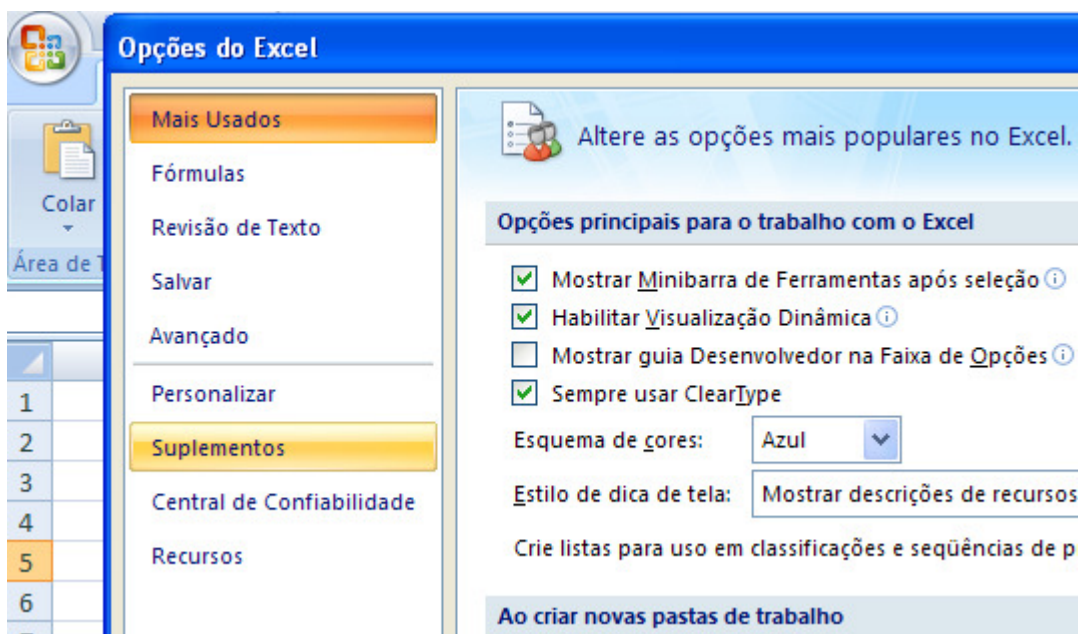 Opções do Excel
Colar
Área de T
1
2
3
4
5
6
Mais Usados
Fórmulas
Revisão de Texto
Salvar
Avançado
Personalizar
Suplementos
Central de Confiabilidade
Recursos
Altere as opções mais populares no Excel.
Opções principais para o trabalho com o Excel
Mostrar Minibarra de Ferramentas após seleção
Habilitar Visualização Dinâmica
Mostrar guia Desenvolvedor na Faixa de Opções
Sempre usar ClearType
Esquema de cores: Azul
Estilo de dica de tela: Mostrar descrições de recursos
Crie listas para uso em classificações e seqüências de p
Ao criar novas pastas de trabalho